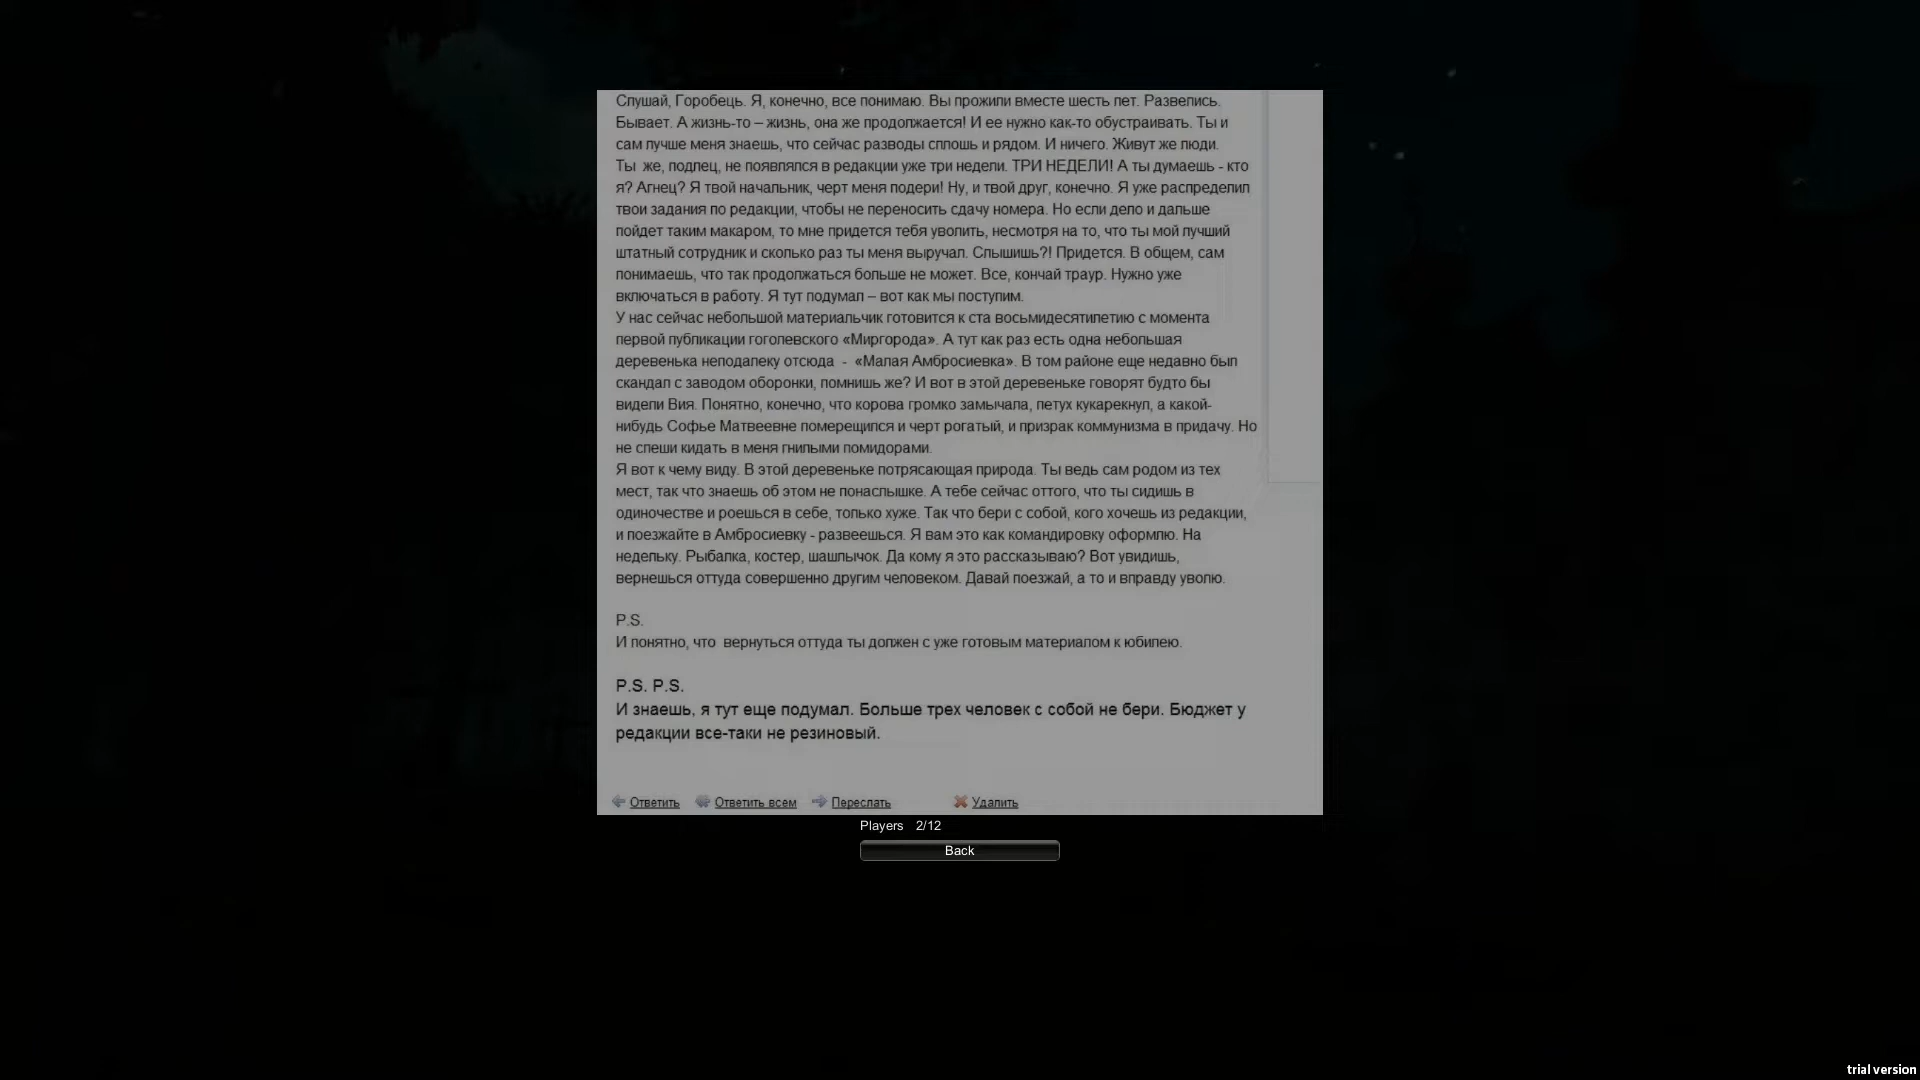 Слушай, Горобець. Я, конечно, все понимаю. Вы прожили вместе шесть лет. Развелись.
Бывает. А жизнь-то – жизнь, она же продолжается! И ее нужно как-то обустраивать. Ты и
сам лучше меня знаешь, что сейчас разводы сплошь и рядом. И ничего. Живут же люди.
Ты же, подлец, не появлялся в редакции уже три недели. ТРИ НЕДЕЛИ! А ты думаешь - кто
я? Агнец? Я твой начальник, черт меня подери! Ну, и твой друг, конечно. Я уже распределил
твои задания по редакции, чтобы не переносить сдачу номера. Но если дело и дальше
пойдет таким макаром, то мне придется тебя уволить, несмотря на то, что ты мой лучший
штатный сотрудник и сколько раз ты меня выручал. Слышишь?! Придется. В общем, сам
понимаешь, что так продолжаться больше не может. Все, кончай траур. Нужно уже
включаться в работу. Я тут подумал – вот как мы поступим.
У нас сейчас небольшой материальчик готовится к ста восьмидесятилетию с момента
первой публикации гоголевского «Миргорода». А тут как раз есть одна небольшая
деревенька неподалеку отсюда - «Малая Амбросиевка». В том районе еще недавно был
скандал с заводом оборонки, помнишь же? И вот в этой деревеньке говорят будто бы
видели Вия. Понятно, конечно, что корова громко замычала, петух кукарекнул, а какой-
нибудь Софье Матвеевне померещился и черт рогатый, и призрак коммунизма в придачу. Но
не спеши кидать в меня гнилыми помидорами.
Я вот к чему виду. В этой деревеньке потрясающая природа. Ты ведь сам родом из тех
мест, так что знаешь об этом не понаслышке. А тебе сейчас оттого, что ты сидишь в
одиночестве и роешься в себе, только хуже. Так что бери с собой, кого хочешь из редакции,
и поезжайте в Амбросиевку - развеешься. Я вам это как командировку оформлю. На
недельку. Рыбалка, костер, шашлычок. Да кому я это рассказываю? Вот увидишь,
вернешься оттуда совершенно другим человеком. Давай поезжай, а то и вправду уволю.
P.S.
И понятно, что вернуться оттуда ты должен с уже готовым материалом к юбилею.
P.S. P.S.
И знаешь, я тут еще подумал. Больше трех человек с собой не бери. Бюджет у
редакции все-таки не резиновый.
Ответить Ответить всем Переслать Удалить
Players 2/12
Back
trial version